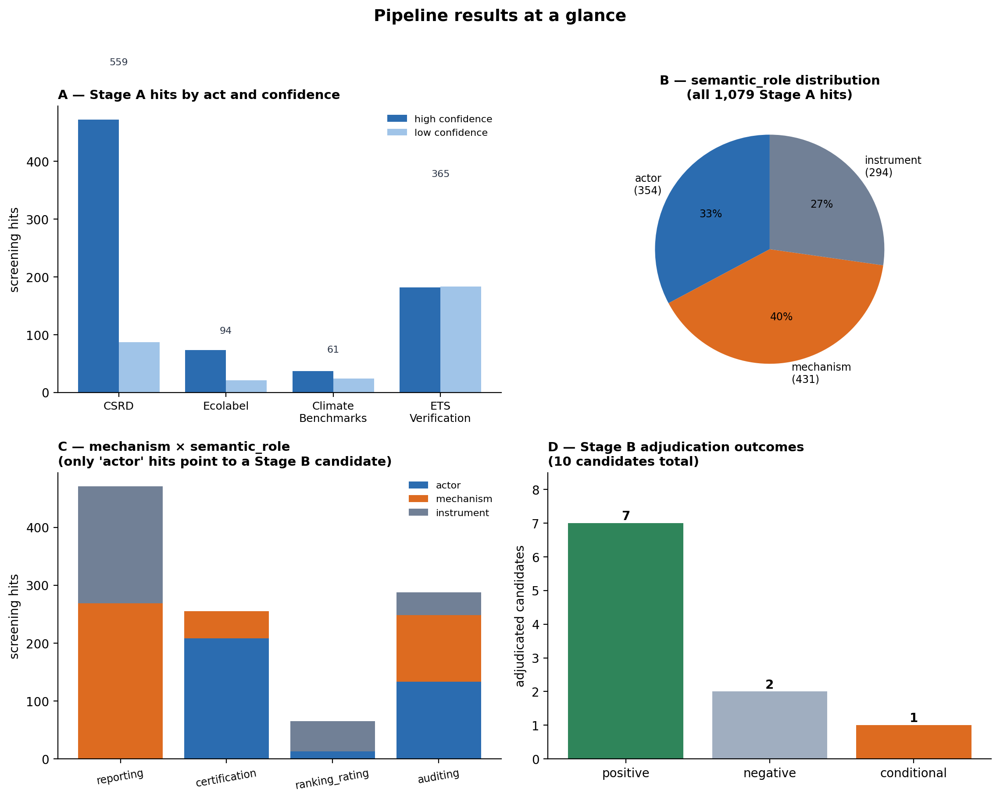 Pipeline results at a glance
559
A — Stage A hits by act and confidence
high confidence
low confidence
365
94
61
screening hits
400
300
200
100
0
CSRD
Ecolabel
Climate
Benchmarks
ETS
Verification
B — semantic_role distribution
(all 1,079 Stage A hits)
actor
(354)
33%
instrument
(294)
27%
40%
mechanism
(431)
C — mechanism × semantic_role
(only 'actor' hits point to a Stage B candidate)
actor
mechanism
instrument
screening hits
400
300
200
100
0
reporting
certification
ranking_rating
auditing
D — Stage B adjudication outcomes
(10 candidates total)
adjudicated candidates
8
7
6
5
4
3
2
1
0
7
2
1
positive
negative
conditional